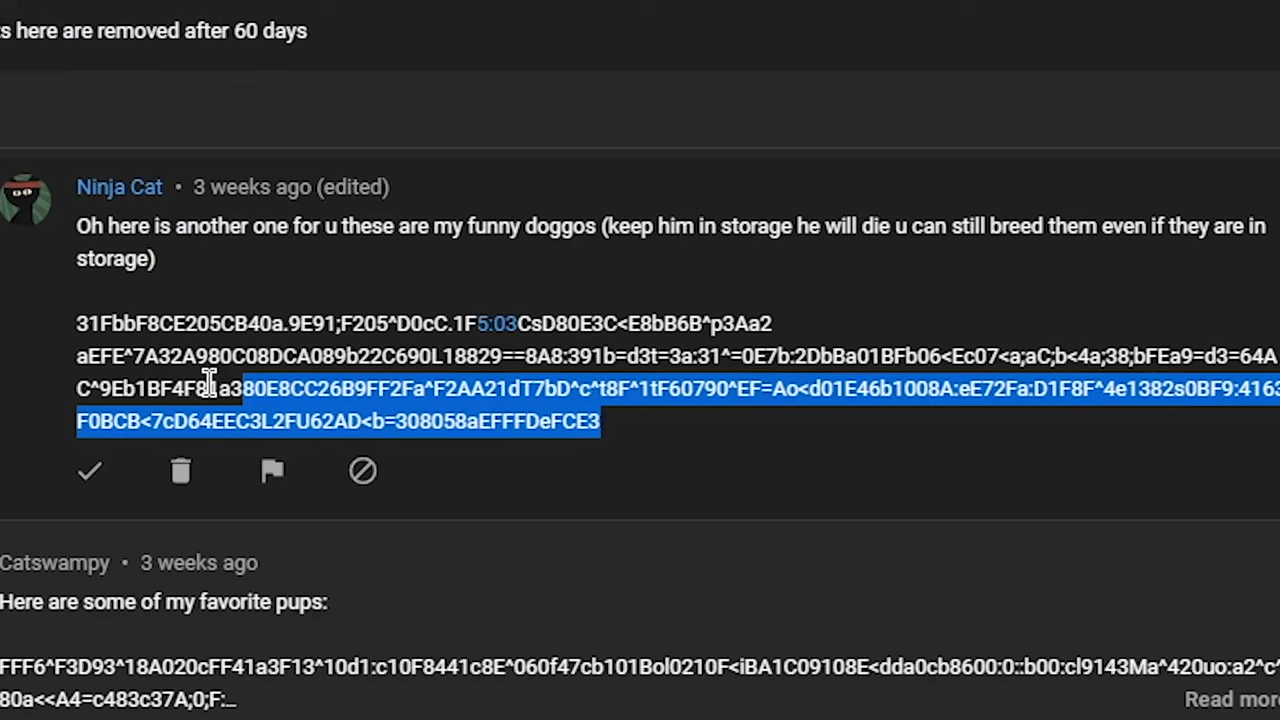 s here are removed after 60 days
Ninja Cat • 3 weeks ago (edited)
Oh here is another one for u these are my funny doggos (keep him in storage he will die u can still breed them even if they are in
storage)
31FbbF8CE205CB40a.9E91;F205^D0cC.1F5:03CsD80E3C<E8bB6B^p3Aa2
aEFE^7A32A980C08DCA089b22C690L18829==8A8:391b=d3t=3a:31^=0E7b:2DbBa01BFb06<Ec07<a;aC;b<4a;38;bFEa9=d3=64A
C^9Eb1BF4F81a380E8CC26B9FF2Fa^F2AA21dT7bD^c^t8F^1tF60790^EF=Ao<d01E46b1008A:eE72Fa:D1F8F^4e1382s0BF9:4163
F0BCB<7cD64EEC3L2FU62AD<b=308058aEFFFDeFCE3
Catswampy • 3 weeks ago
Here are some of my favorite pups:
FFF6^F3D93^18A020cFF41a3F13^10d1:c10F8441c8E^060f47cb101Bol0210F<iBA1C09108E<dda0cb8600:0::b00:cl9143Ma^420uo:a2^c^
80a<<A4=c483c37A;0;F:…
Read more